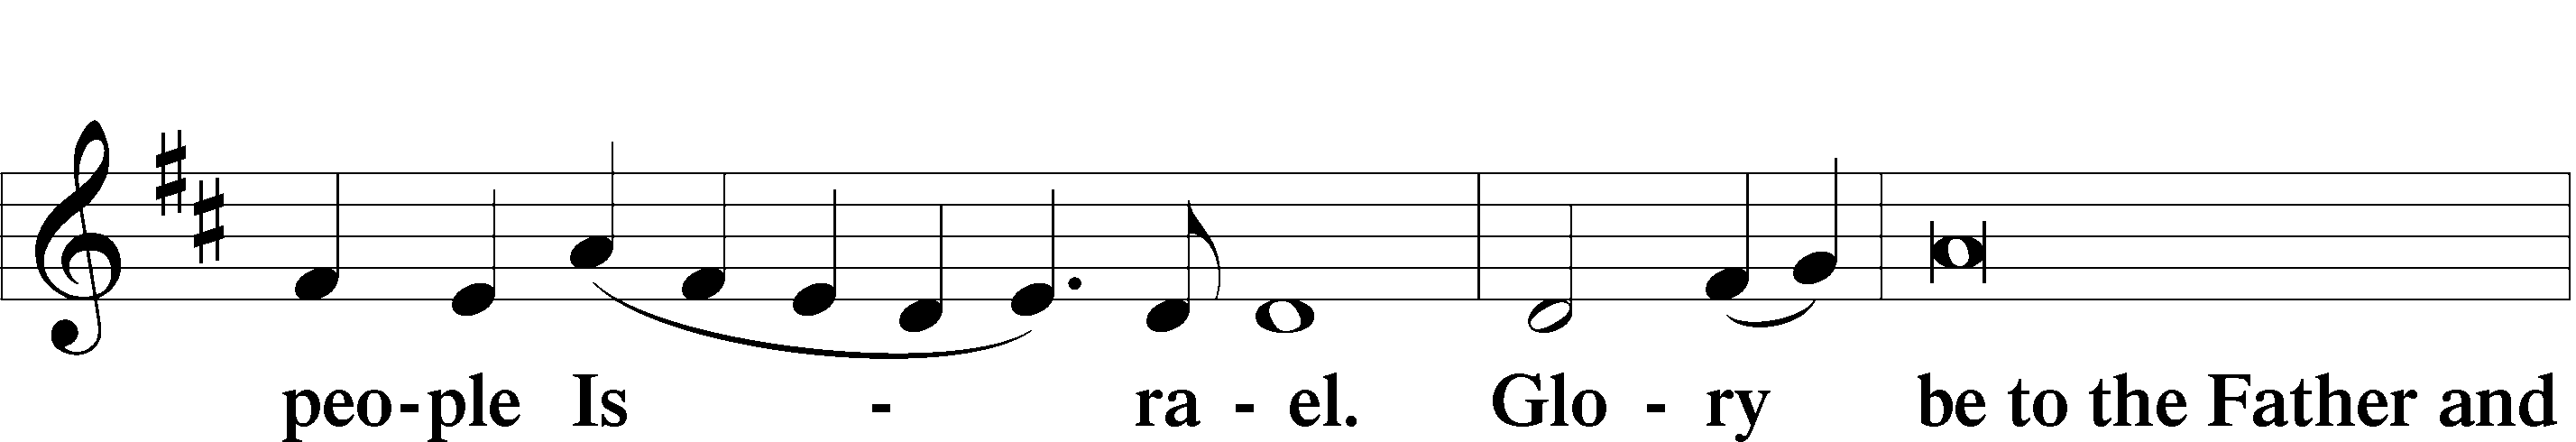 peo-ple Is - ra - el. Glo - ry be to the Father and